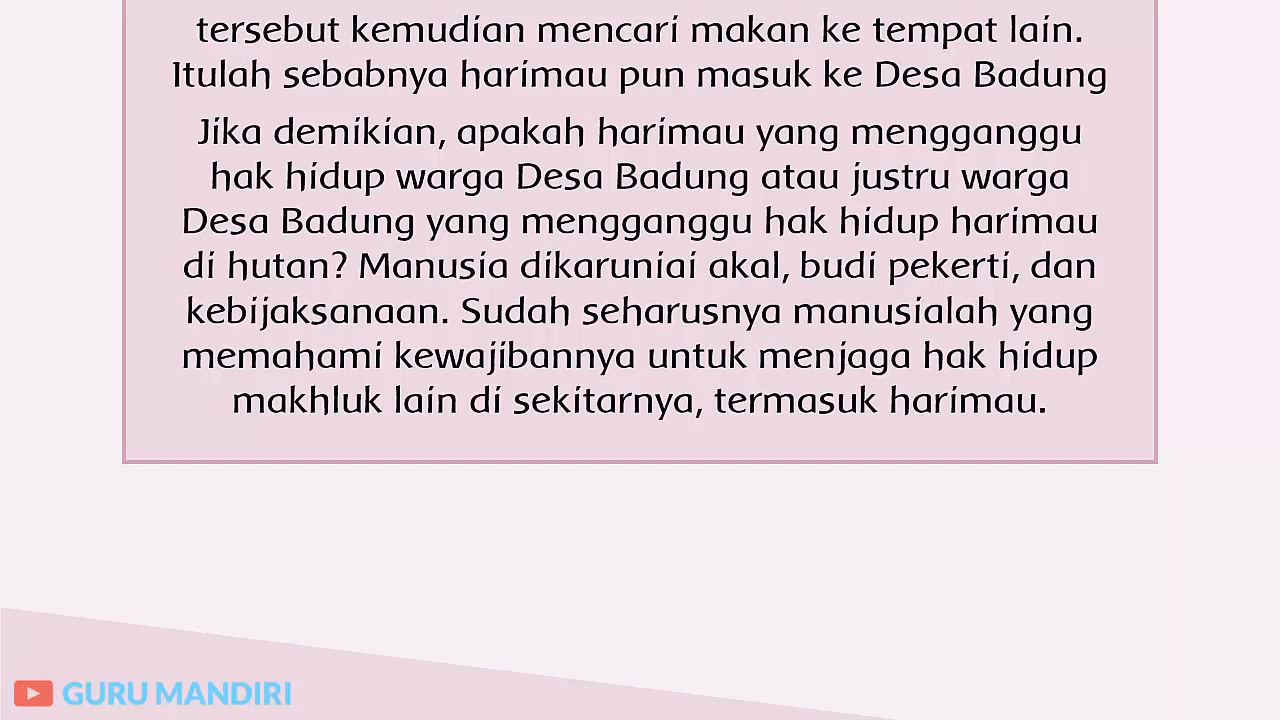 tersebut kemudian mencari makan ke tempat lain.
Itulah sebabnya harimau pun masuk ke Desa Badung
Jika demikian, apakah harimau yang mengganggu
hak hidup warga Desa Badung atau justru warga
Desa Badung yang mengganggu hak hidup harimau
di hutan? Manusia dikaruniai akal, budi pekerti, dan
kebijaksanaan. Sudah seharusnya manusialah yang
memahami kewajibannya untuk menjaga hak hidup
makhluk lain di sekitarnya, termasuk harimau.
GURU MANDIRI